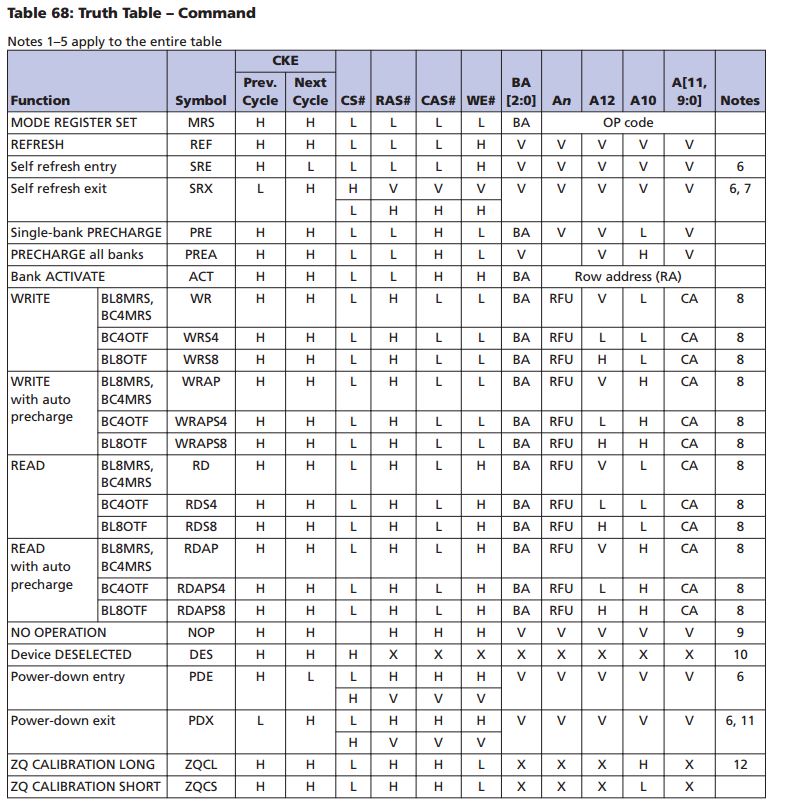 Table 68: Truth Table – Command
Notes 1–5 apply to the entire table
CKE
Prev. Next BA A[11,
Function Symbol Cycle Cycle CS# RAS# CAS# WE# [2:0] An A12 A10 9:0] Notes
MODE REGISTER SET MRS H H L L L L BA OP code
REFRESH REF H H L L L H V V V V V
Self refresh entry SRE H L L L L H V V V V V 6
Self refresh exit SRX L H H V V V V V V V V 6, 7
L H H H
Single-bank PRECHARGE PRE H H L L H L BA V V L V
PRECHARGE all banks PREA H H L L H L V V H V
Bank ACTIVATE ACT H H L L H H BA Row address (RA)
WRITE BL8MRS, WR H H L H L L BA RFU V L CA 8
BC4MRS
BC4OTF WRS4 H H L H L L BA RFU L L CA 8
BL8OTF WRS8 H H L H L L BA RFU H L CA 8
WRITE BL8MRS, WRAP H H L H L L BA RFU V H CA 8
with auto BC4MRS
precharge BC4OTF WRAPS4 H H L H L L BA RFU L H CA 8
BL8OTF WRAPS8 H H L H L L BA RFU H H CA 8
READ BL8MRS, RD H H L H L H BA RFU V L CA 8
BC4MRS
BC4OTF RDS4 H H L H L H BA RFU L L CA 8
BL8OTF RDS8 H H L H L H BA RFU H L CA 8
READ BL8MRS, RDAP H H L H L H BA RFU V H CA 8
with auto BC4MRS
precharge BC4OTF RDAPS4 H H L H L H BA RFU L H CA 8
BL8OTF RDAPS8 H H L H L H BA RFU H H CA 8
NO OPERATION NOP H H H H H V V V V V 9
Device DESELECTED DES H H H X X X X X X X X 10
Power-down entry PDE H L L H H H V V V V V 6
H V V V
Power-down exit PDX L H L H H H V V V V V 6, 11
H V V V
ZQ CALIBRATION LONG ZQCL H H L H H L X X X H X 12
ZQ CALIBRATION SHORT ZQCS H H L H H L X X X L X